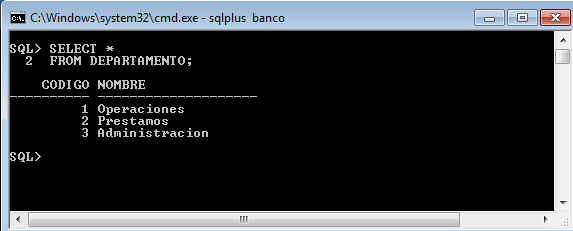 C:\Windows\system32\cmd.exe - sqlplus banco
SQL> SELECT *
  2  FROM DEPARTAMENTO;
    CODIGO NOMBRE
---------- --------------------
         1 Operaciones
         2 Prestamos
         3 Administracion
SQL>